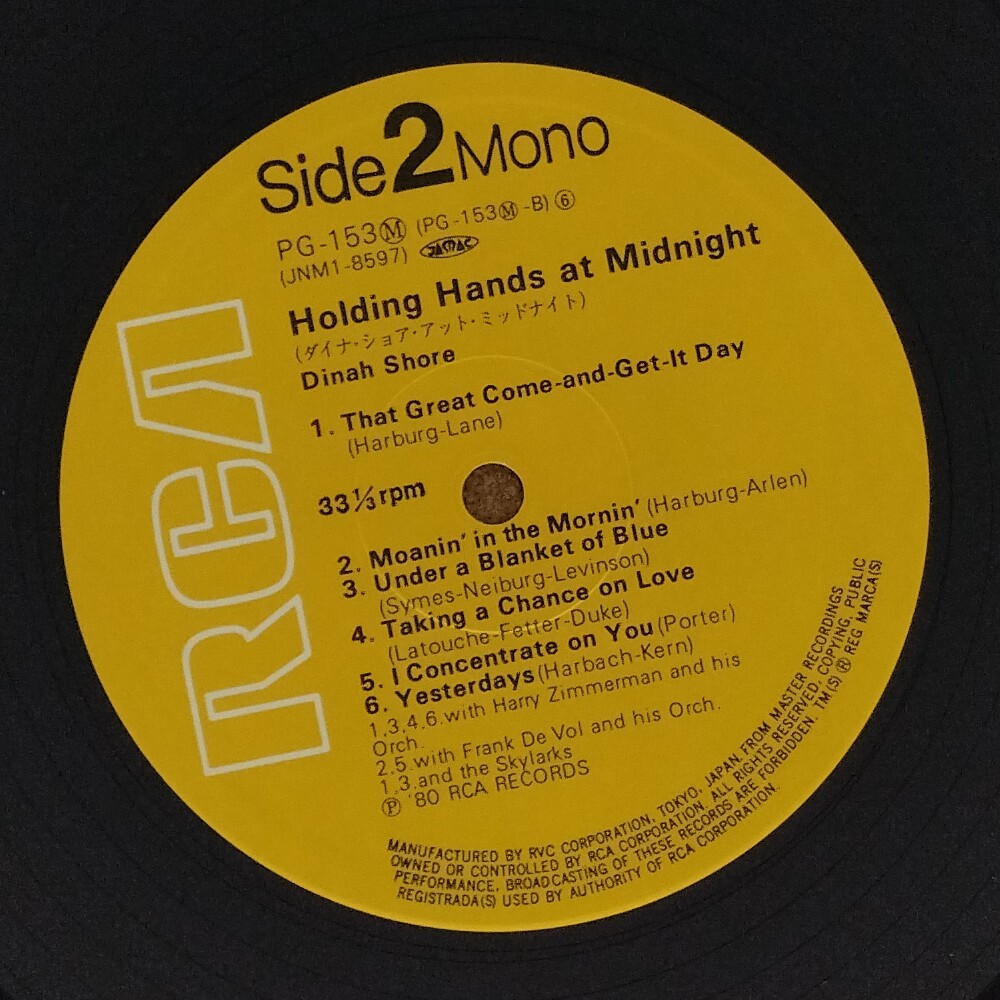 Side 2 Mono
PG-153Ⓜ (PG-153Ⓜ-B) ⑥
(JNM1-8597) JASRAC
Holding Hands at Midnight
(ダイナ・ショア・アット・ミッドナイト)
Dinah Shore
1. That Great Come-and-Get-It Day
(Harburg-Lane)
33⅓ rpm
2. Moanin' in the Mornin' (Harburg-Arlen)
3. Under a Blanket of Blue
(Symes-Neiburg-Levinson)
4. Taking a Chance on Love
(Latouche-Fetter-Duke)
5. I Concentrate on You (Porter)
6. Yesterdays (Harbach-Kern)
1,3,4,6.with Harry Zimmerman and his
Orch.
2,5.with Frank De Vol and his Orch.
1,3.and the Skylarks
Ⓟ '80 RCA RECORDS
RCA
MANUFACTURED BY RVC CORPORATION, TOKYO, JAPAN, FROM MASTER RECORDINGS
OWNED OR CONTROLLED BY RCA CORPORATION. ALL RIGHTS RESERVED. COPYING, PUBLIC
PERFORMANCE, BROADCASTING OF THESE RECORDS ARE FORBIDDEN. TM(S) ® REG MARCA(S)
REGISTRADA(S) USED BY AUTHORITY OF RCA CORPORATION.